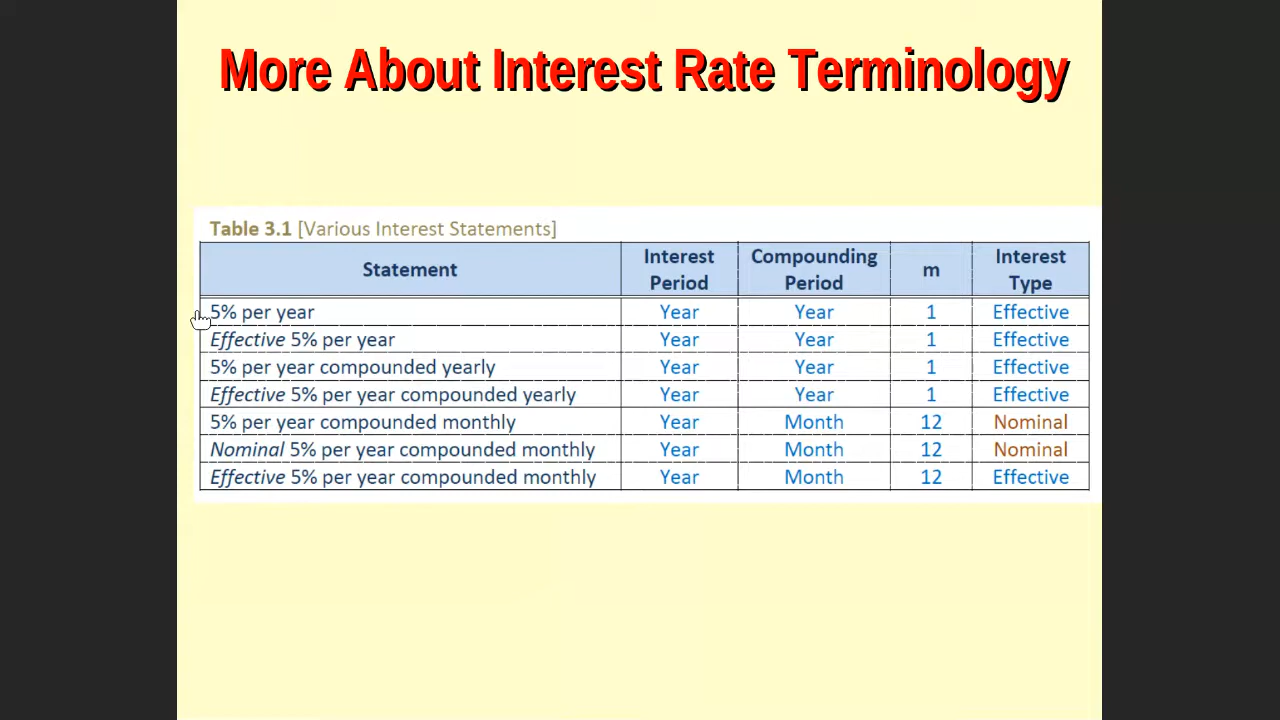 More About Interest Rate Terminology
Table 3.1 [Various Interest Statements]
Statement Interest Period Compounding Period m Interest Type
5% per year Year Year 1 Effective
Effective 5% per year Year Year 1 Effective
5% per year compounded yearly Year Year 1 Effective
Effective 5% per year compounded yearly Year Year 1 Effective
5% per year compounded monthly Year Month 12 Nominal
Nominal 5% per year compounded monthly Year Month 12 Nominal
Effective 5% per year compounded monthly Year Month 12 Effective